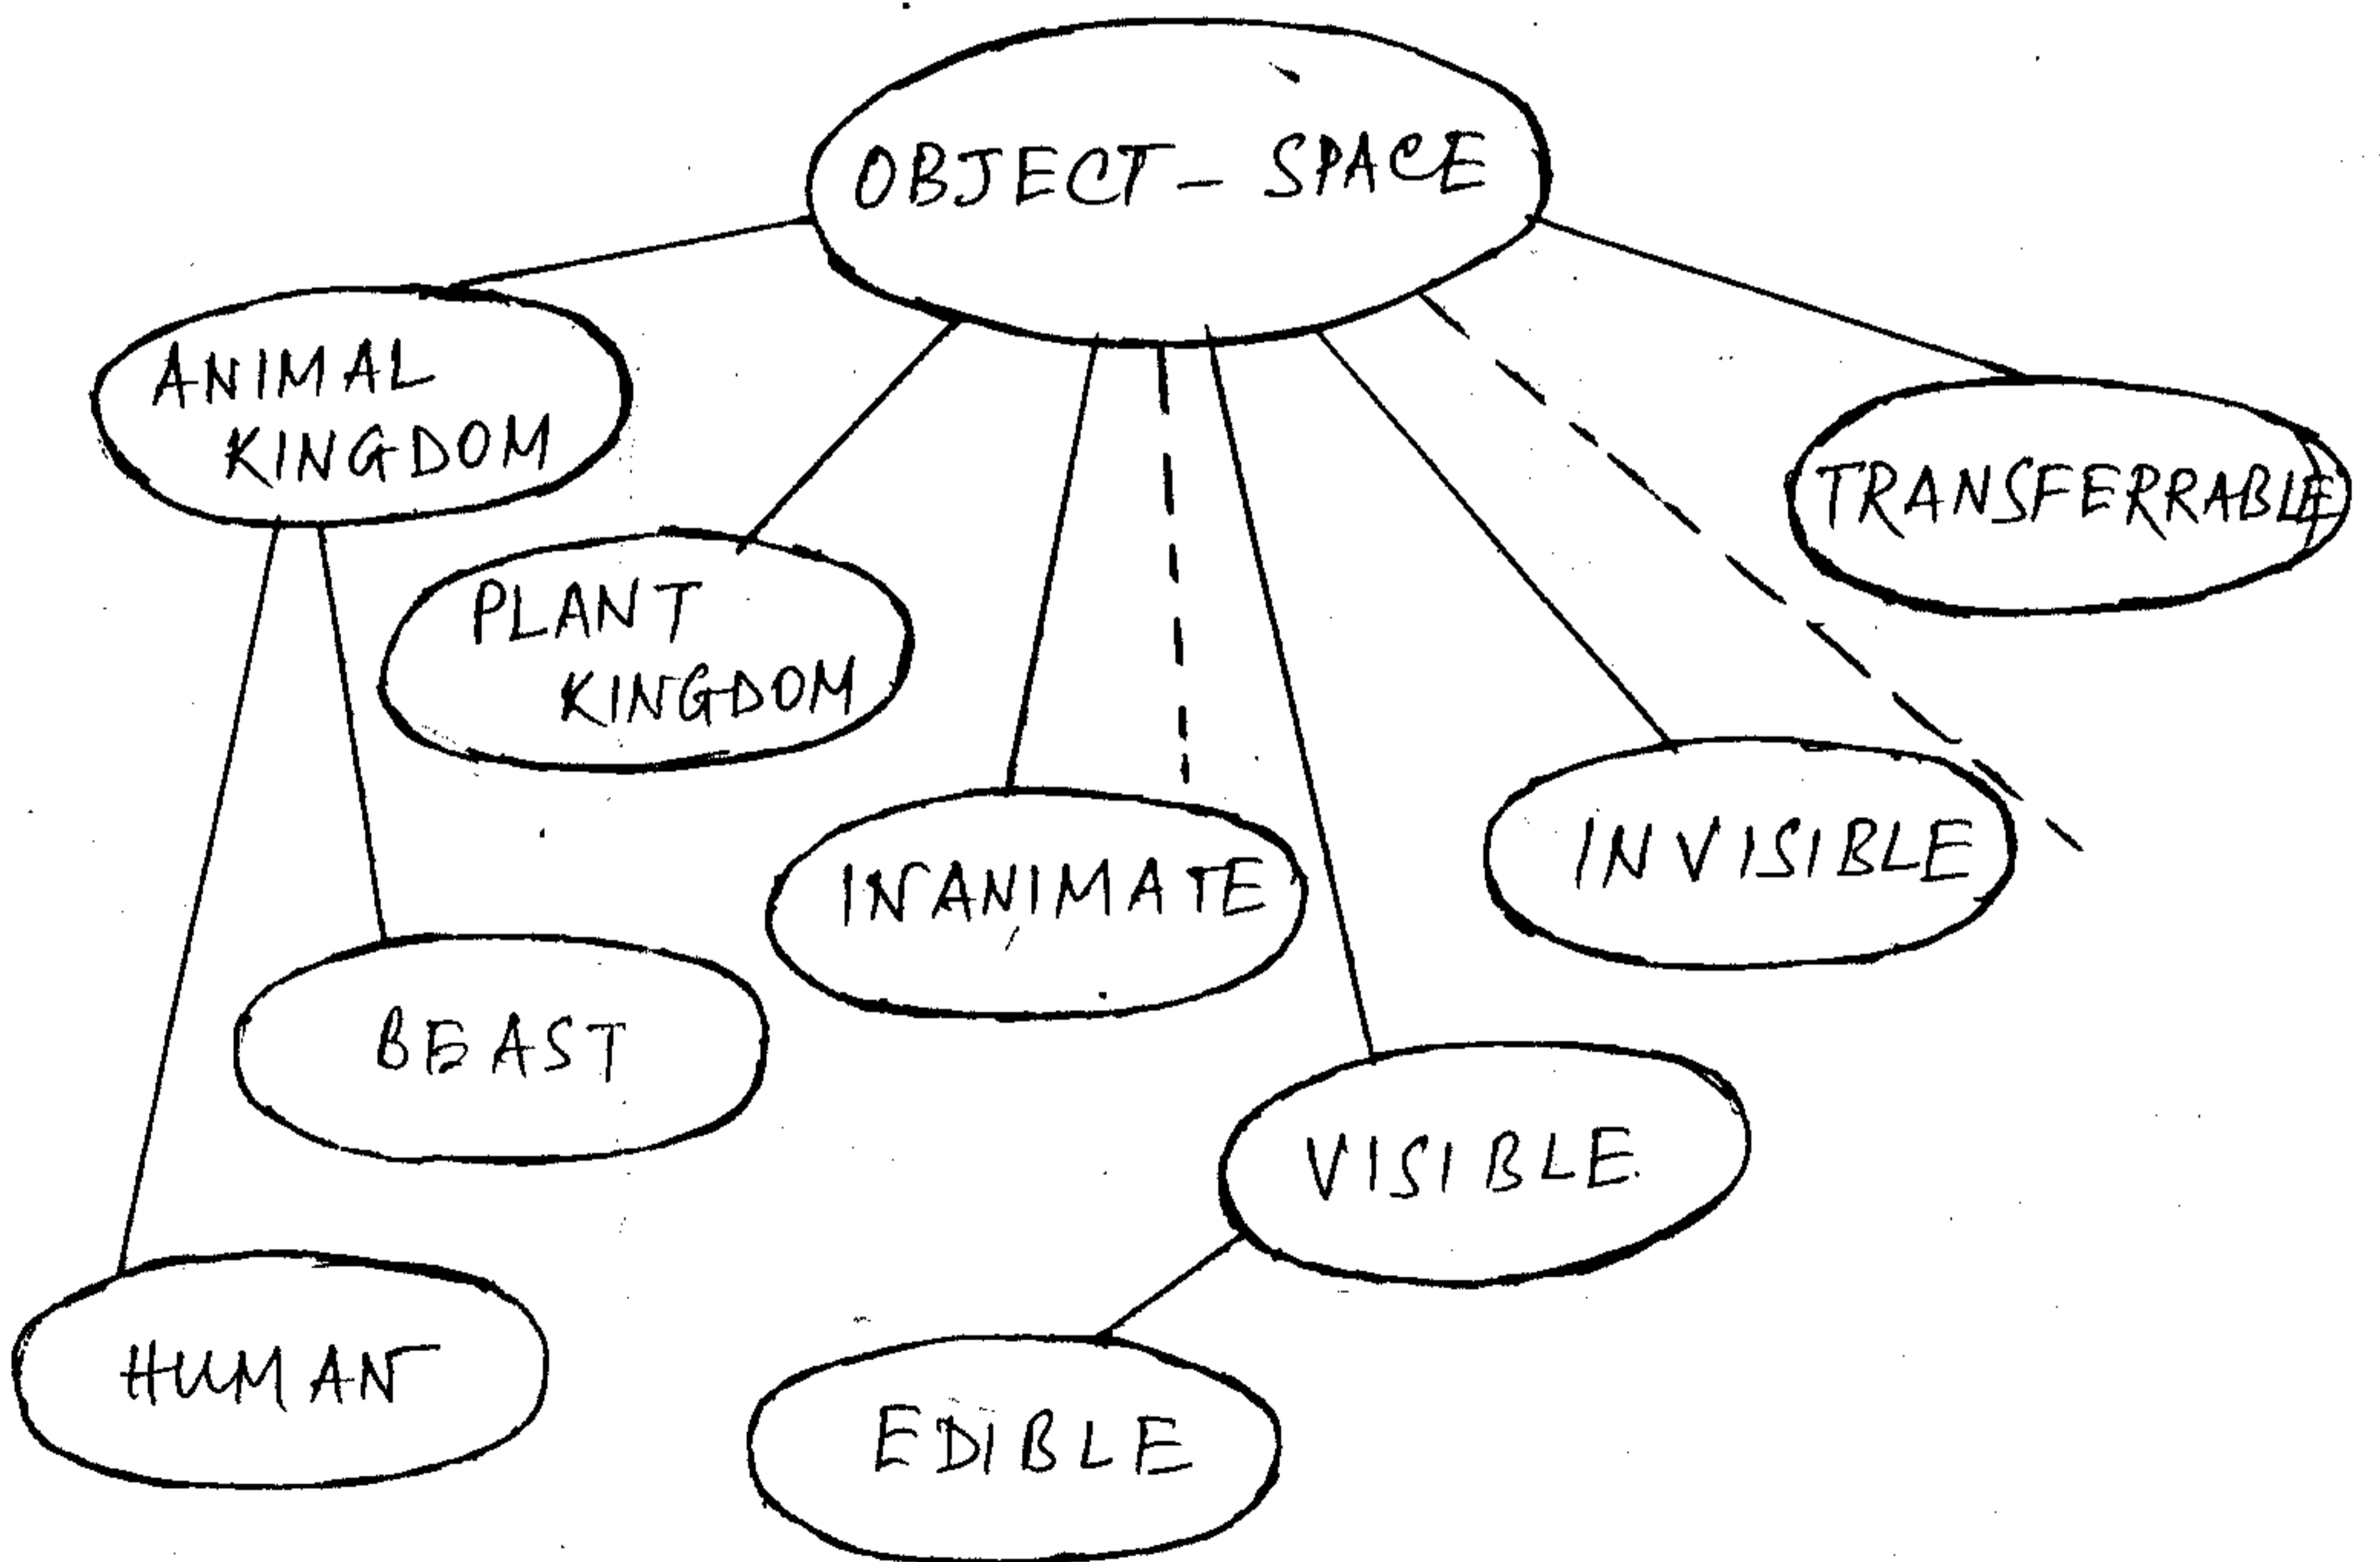 OBJECT - SPACE
ANIMAL
KINGDOM
TRANSFERRABLE
PLANT
KINGDOM
INANIMATE
INVISIBLE
BEAST
VISIBLE
HUMAN
EDIBLE